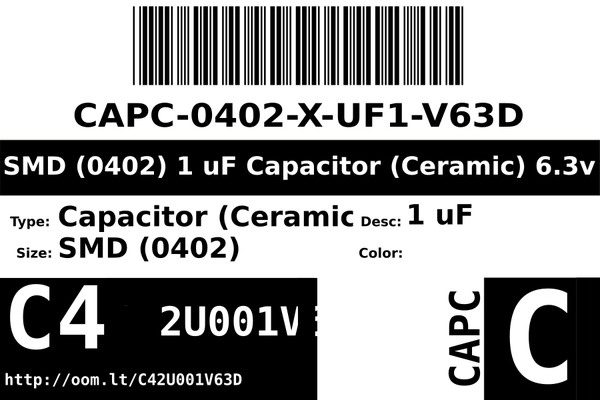 CAPC-0402-X-UF1-V63D
SMD (0402) 1 uF Capacitor (Ceramic) 6.3v
Type: Capacitor (Ceramic Desc: 1 uF
Size: SMD (0402) Color:
C4 2U001V
http://oom.lt/C42U001V63D
CAPC
C